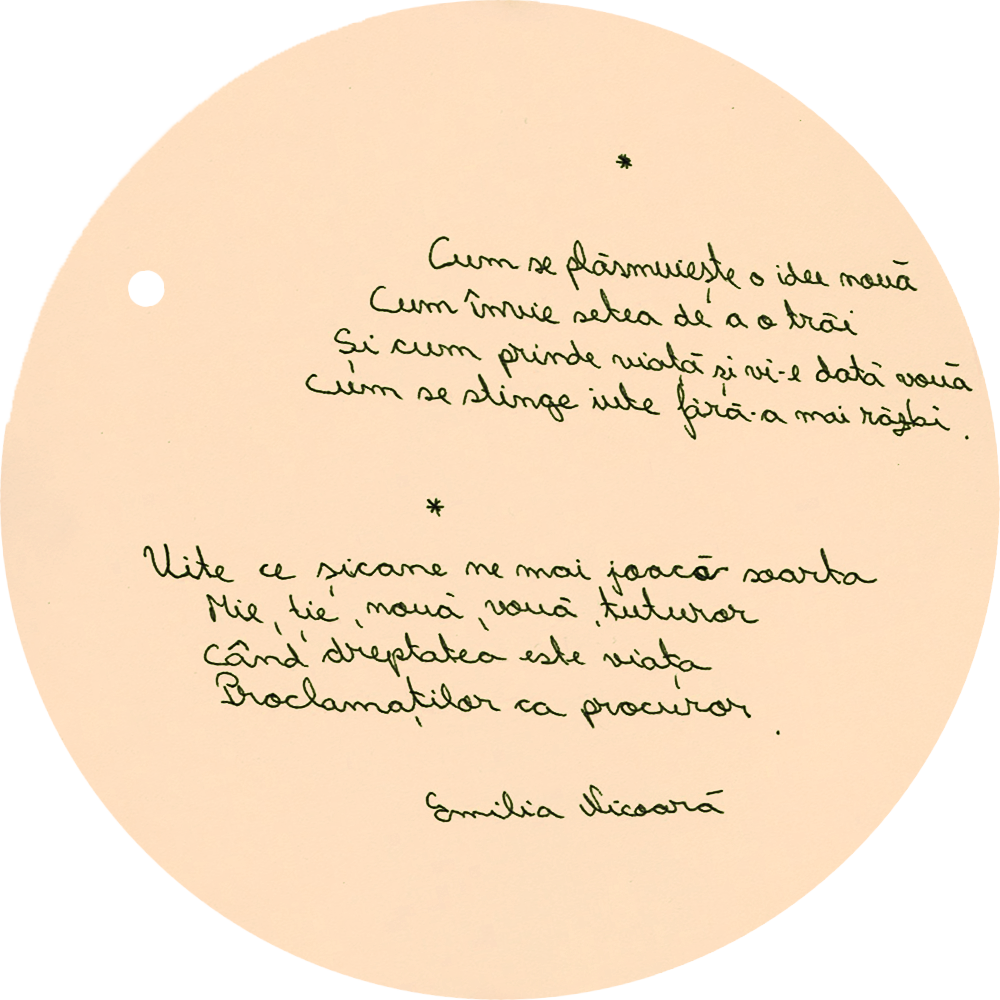 *
Cum se plăsmuiește o idee nouă
Cum învie setea de a o trăi
Și cum prinde viață și vi-e dată vouă
Cum se stinge iute fără-a mai răzbi.
*
Uite ce șicane ne mai joacă soarta
Mie, ție, nouă, vouă, tuturor
Când dreptatea este viața
Proclamaților ca procuror.
Emilia Nicoară